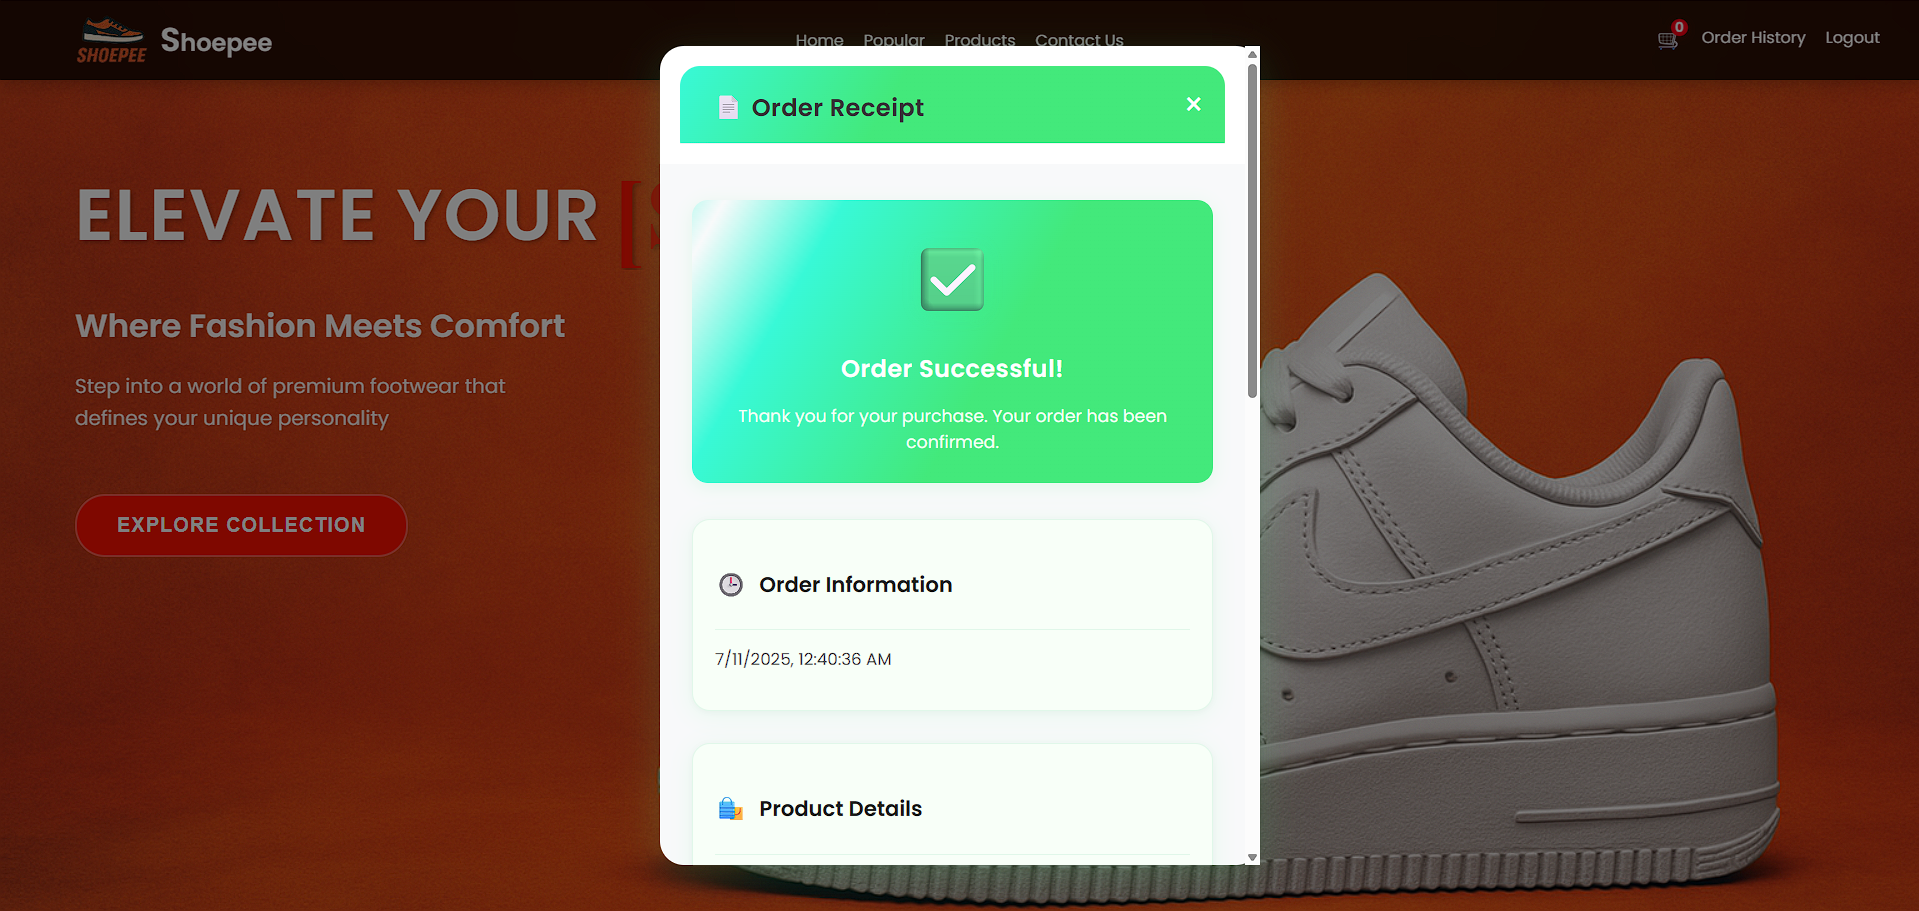 SHOEPEE
Shoepee
Home Popular Products Contact Us
0
Order History Logout
ELEVATE YOUR [
Where Fashion Meets Comfort
Step into a world of premium footwear that
defines your unique personality
EXPLORE COLLECTION
Order Receipt
×
Order Successful!
Thank you for your purchase. Your order has been
confirmed.
Order Information
7/11/2025, 12:40:36 AM
Product Details